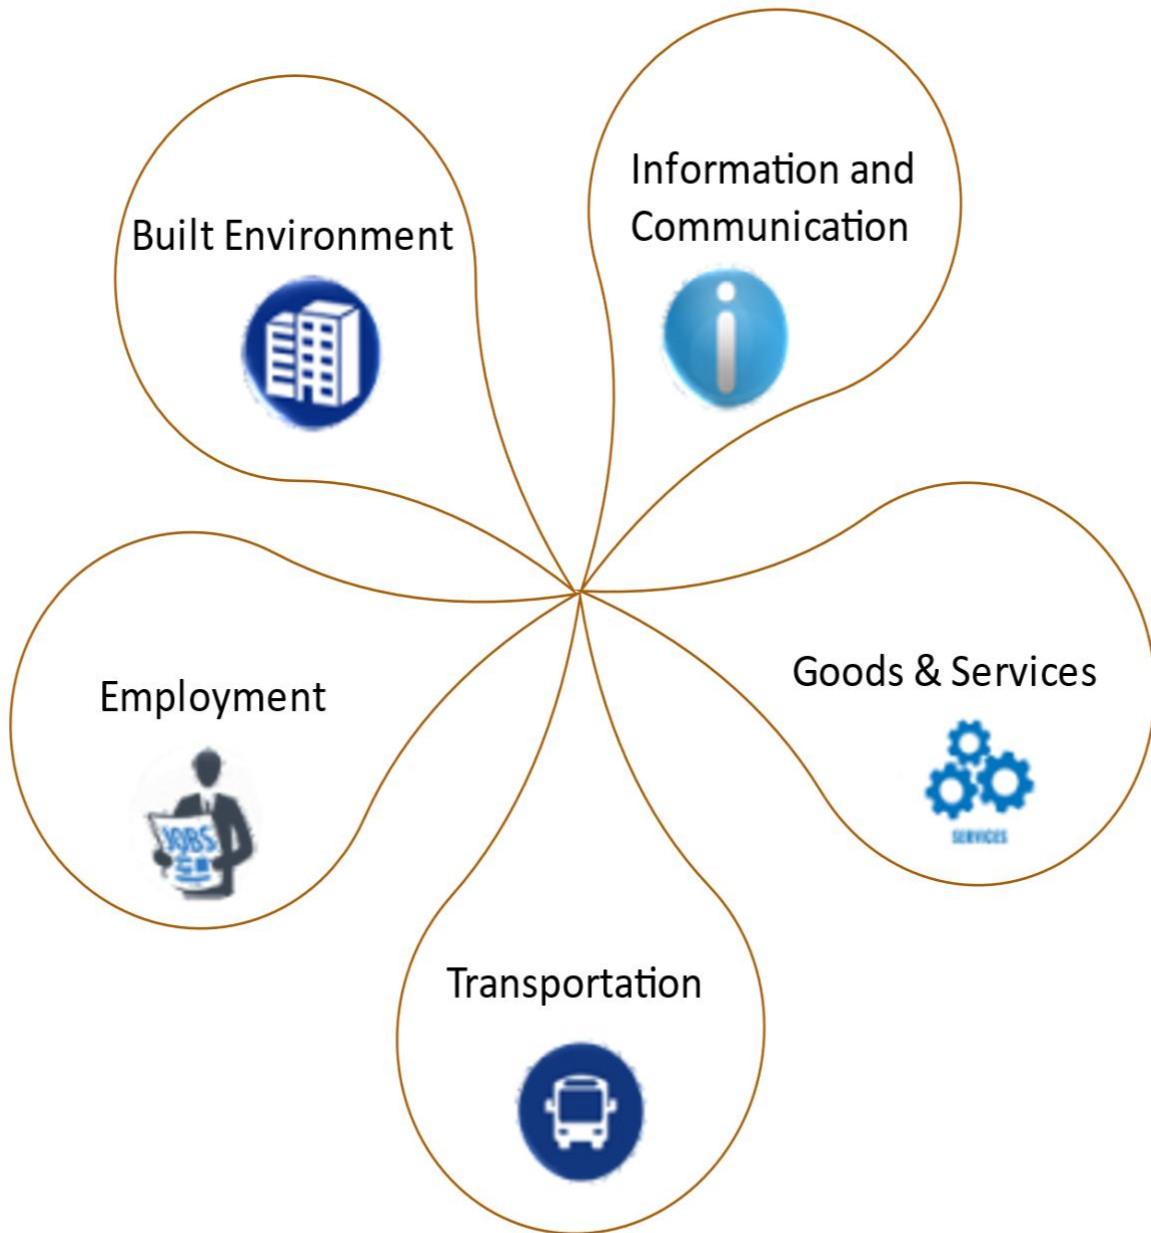 Built Environment
Information and
Communication
Employment
JOBS
Goods & Services
SERVICES
Transportation